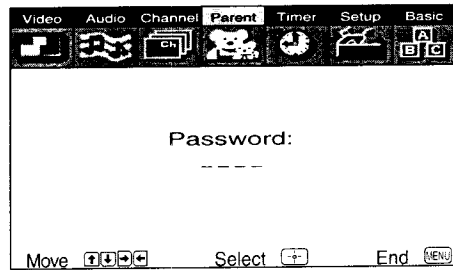 Video Audio Channel Parent Timer Setup Basic
Ch A B C
Password:
_ _ _ _
Move Select End MENU